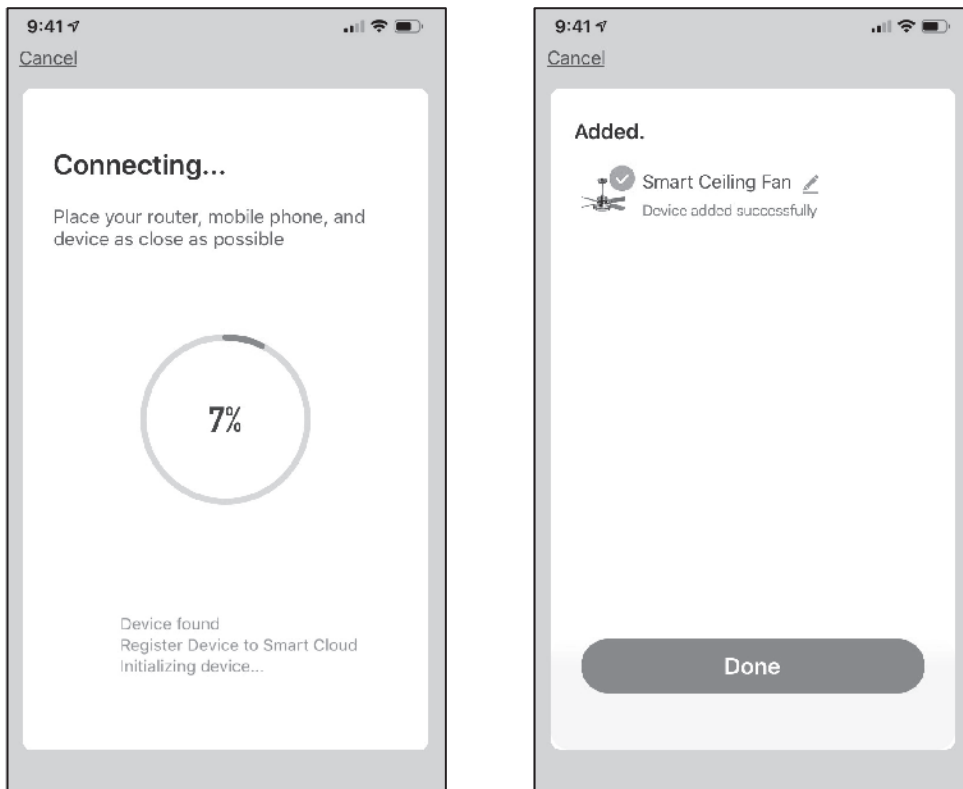 9:41
Cancel
Connecting...
Place your router, mobile phone, and
device as close as possible
7%
Device found
Register Device to Smart Cloud
Initializing device...
9:41
Cancel
Added.
Smart Ceiling Fan
Device added successfully
Done